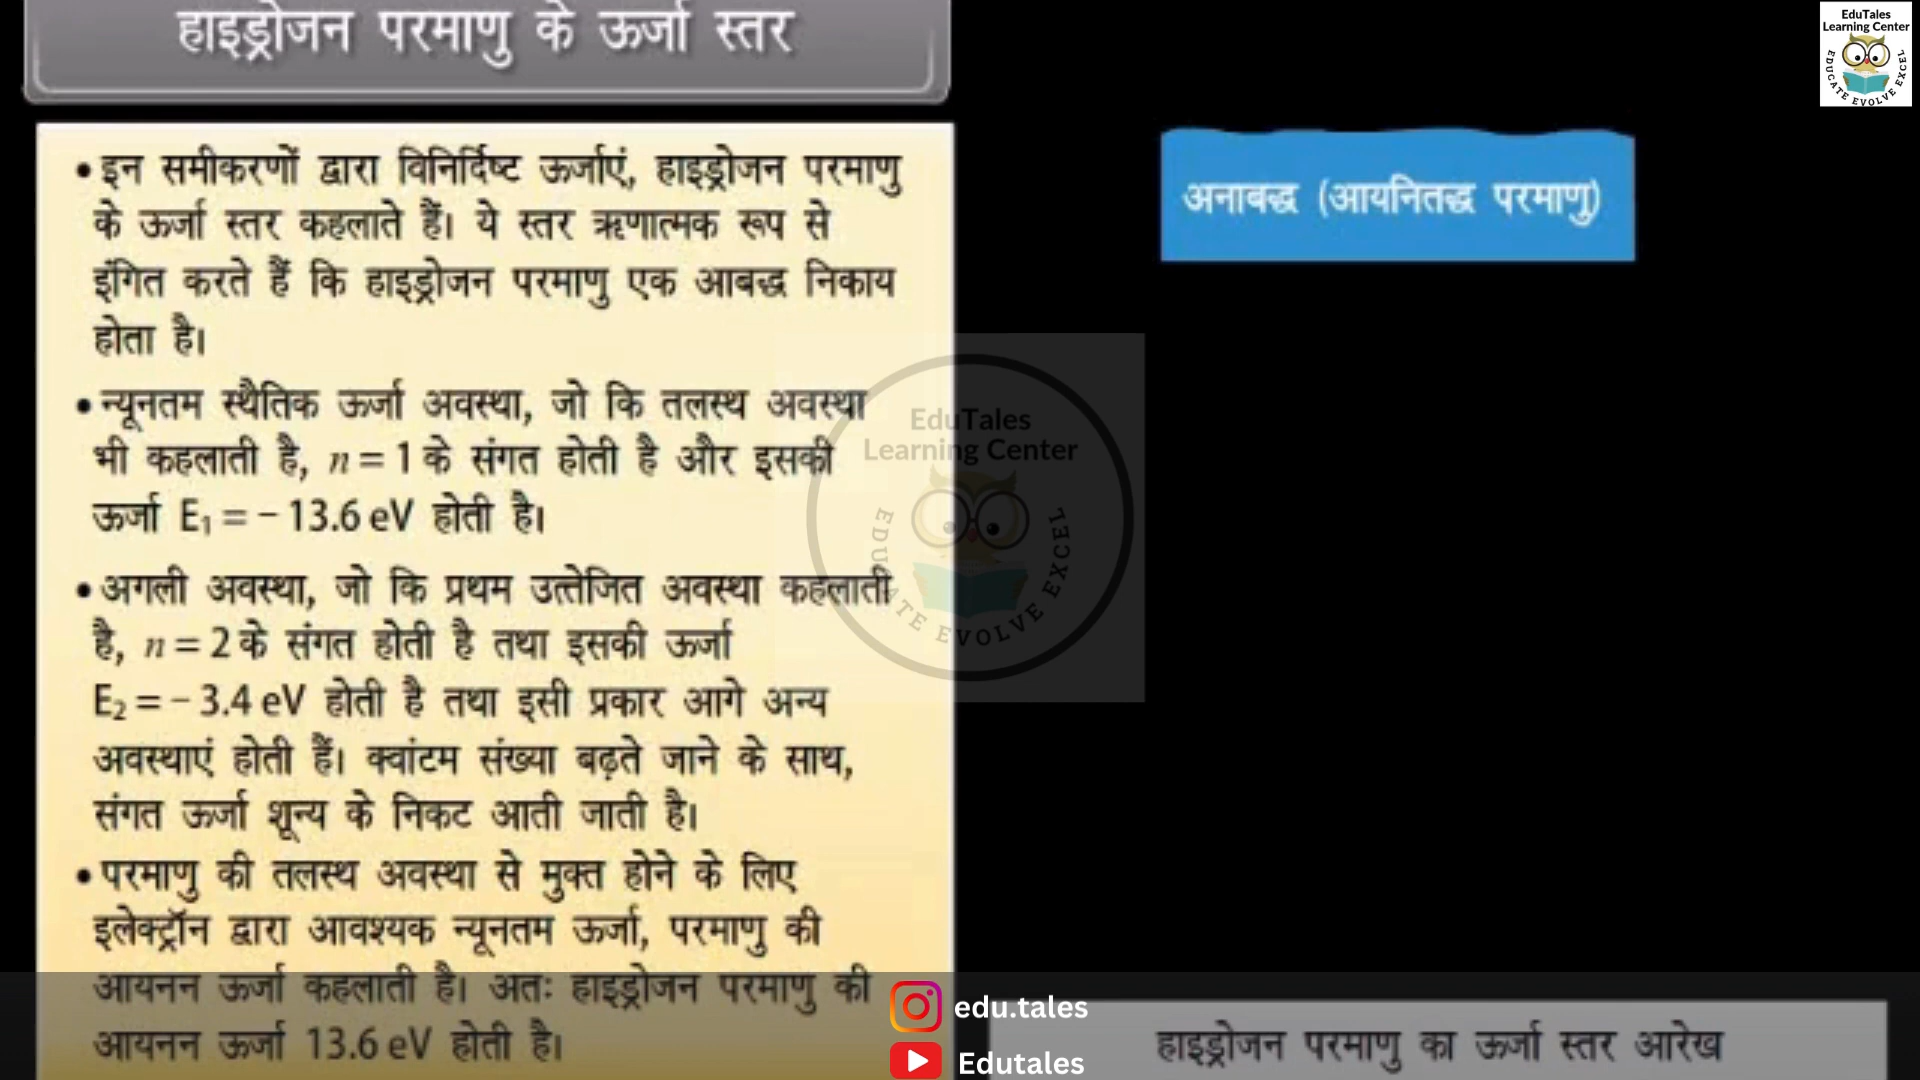 हाइड्रोजन परमाणु के ऊर्जा स्तर
EduTales
Learning Center
EDUCATE EVOLVE EXCEL
• इन समीकरणों द्वारा विनिर्दिष्ट ऊर्जाएं, हाइड्रोजन परमाणु
के ऊर्जा स्तर कहलाते हैं। ये स्तर ऋणात्मक रूप से
इंगित करते हैं कि हाइड्रोजन परमाणु एक आबद्ध निकाय
होता है।
• न्यूनतम स्थैतिक ऊर्जा अवस्था, जो कि तलस्थ अवस्था
भी कहलाती है, n = 1 के संगत होती है और इसकी
ऊर्जा E₁ = − 13.6 eV होती है।
• अगली अवस्था, जो कि प्रथम उत्तेजित अवस्था कहलाती
है, n = 2 के संगत होती है तथा इसकी ऊर्जा
E₂ = − 3.4 eV होती है तथा इसी प्रकार आगे अन्य
अवस्थाएं होती हैं। क्वांटम संख्या बढ़ते जाने के साथ,
संगत ऊर्जा शून्य के निकट आती जाती है।
• परमाणु की तलस्थ अवस्था से मुक्त होने के लिए
इलेक्ट्रॉन द्वारा आवश्यक न्यूनतम ऊर्जा, परमाणु की
आयनन ऊर्जा कहलाती है। अतः हाइड्रोजन परमाणु की
आयनन ऊर्जा 13.6 eV होती है।
अनाबद्ध (आयनितद्ध परमाणु)
EduTales
Learning Center
EDUCATE EVOLVE EXCEL
edu.tales
Edutales
हाइड्रोजन परमाणु का ऊर्जा स्तर आरेख